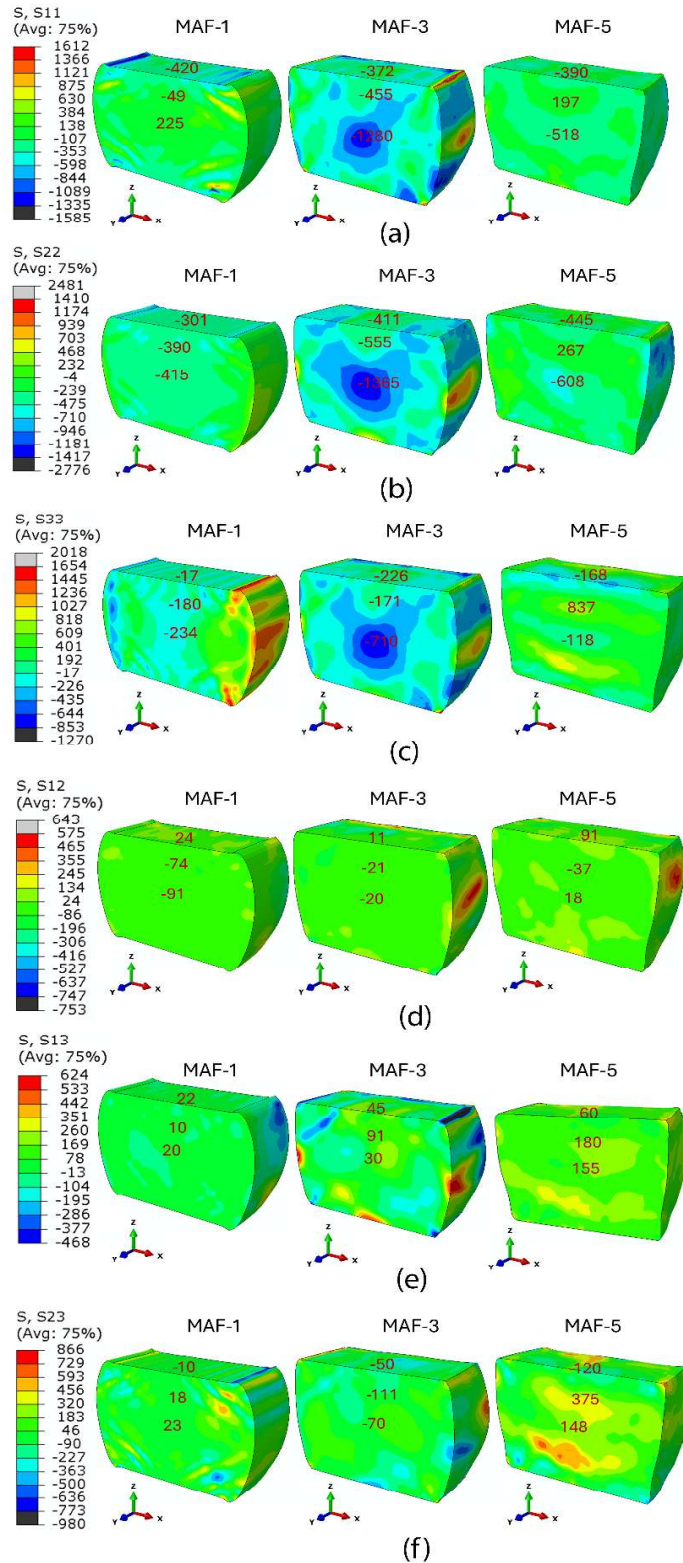 S, S11
(Avg: 75%)
1612
1366
1121
875
630
384
138
-107
-353
-598
-844
-1089
-1335
-1585
MAF-1
MAF-3
MAF-5
-420
-49
225
-372
-455
-1280
-390
197
-518
Z
Y
X
Z
Y
X
Z
Y
X
(a)
S, S22
(Avg: 75%)
2481
1410
1174
939
703
468
232
-4
-239
-475
-710
-946
-1181
-1417
-2776
MAF-1
MAF-3
MAF-5
-301
-390
-415
-411
-555
-1365
-445
267
-608
Z
Y
X
Z
Y
X
Z
Y
X
(b)
S, S33
(Avg: 75%)
2018
1654
1445
1236
1027
818
609
401
192
-17
-226
-435
-644
-853
-1270
MAF-1
MAF-3
MAF-5
-17
-180
-234
-226
-171
-710
-168
837
-118
Z
Y
X
Z
Y
X
Z
Y
X
(c)
S, S12
(Avg: 75%)
643
575
465
355
245
134
24
-86
-196
-306
-416
-527
-637
-747
-753
MAF-1
MAF-3
MAF-5
24
-74
-91
11
-21
-20
91
-37
18
Z
Y
X
Z
Y
X
Z
Y
X
(d)
S, S13
(Avg: 75%)
624
533
442
351
260
169
78
-13
-104
-195
-286
-377
-468
MAF-1
MAF-3
MAF-5
22
10
20
45
91
30
60
180
155
Z
Y
X
Z
Y
X
Z
Y
X
(e)
S, S23
(Avg: 75%)
866
729
593
456
320
183
46
-90
-227
-363
-500
-636
-773
-980
MAF-1
MAF-3
MAF-5
-10
18
23
-50
-111
-70
-120
375
148
Z
Y
X
Z
Y
X
Z
Y
X
(f)